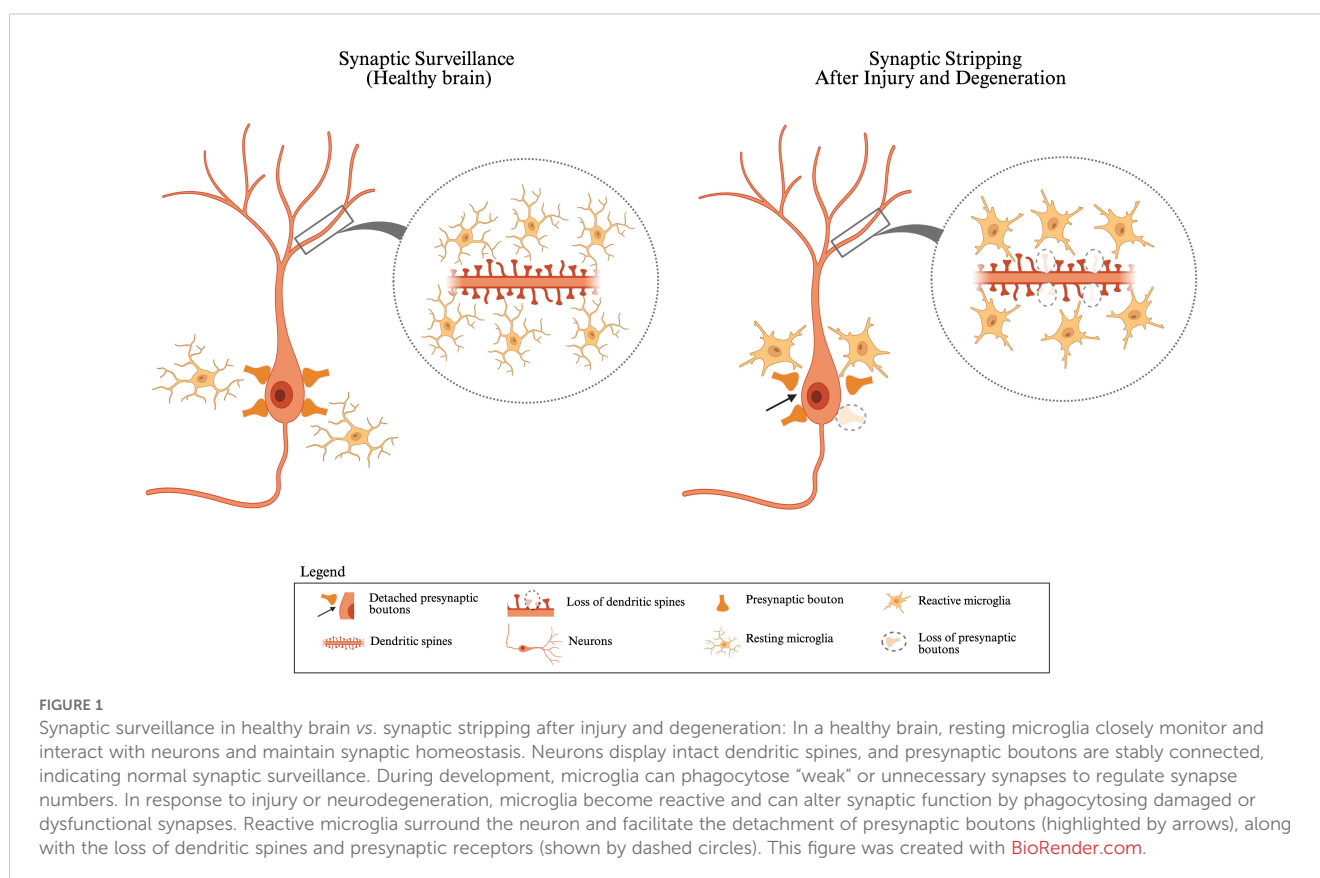 Synaptic Surveillance
(Healthy brain)
Synaptic Stripping
After Injury and Degeneration
Legend
Detached presynaptic
boutons
Loss of dendritic spines
Presynaptic bouton
Reactive microglia
Dendritic spines
Neurons
Resting microglia
Loss of presynaptic
boutons
FIGURE 1
Synaptic surveillance in healthy brain vs. synaptic stripping after injury and degeneration: In a healthy brain, resting microglia closely monitor and
interact with neurons and maintain synaptic homeostasis. Neurons display intact dendritic spines, and presynaptic boutons are stably connected,
indicating normal synaptic surveillance. During development, microglia can phagocytose “weak” or unnecessary synapses to regulate synapse
numbers. In response to injury or neurodegeneration, microglia become reactive and can alter synaptic function by phagocytosing damaged or
dysfunctional synapses. Reactive microglia surround the neuron and facilitate the detachment of presynaptic boutons (highlighted by arrows), along
with the loss of dendritic spines and presynaptic receptors (shown by dashed circles). This figure was created with BioRender.com.